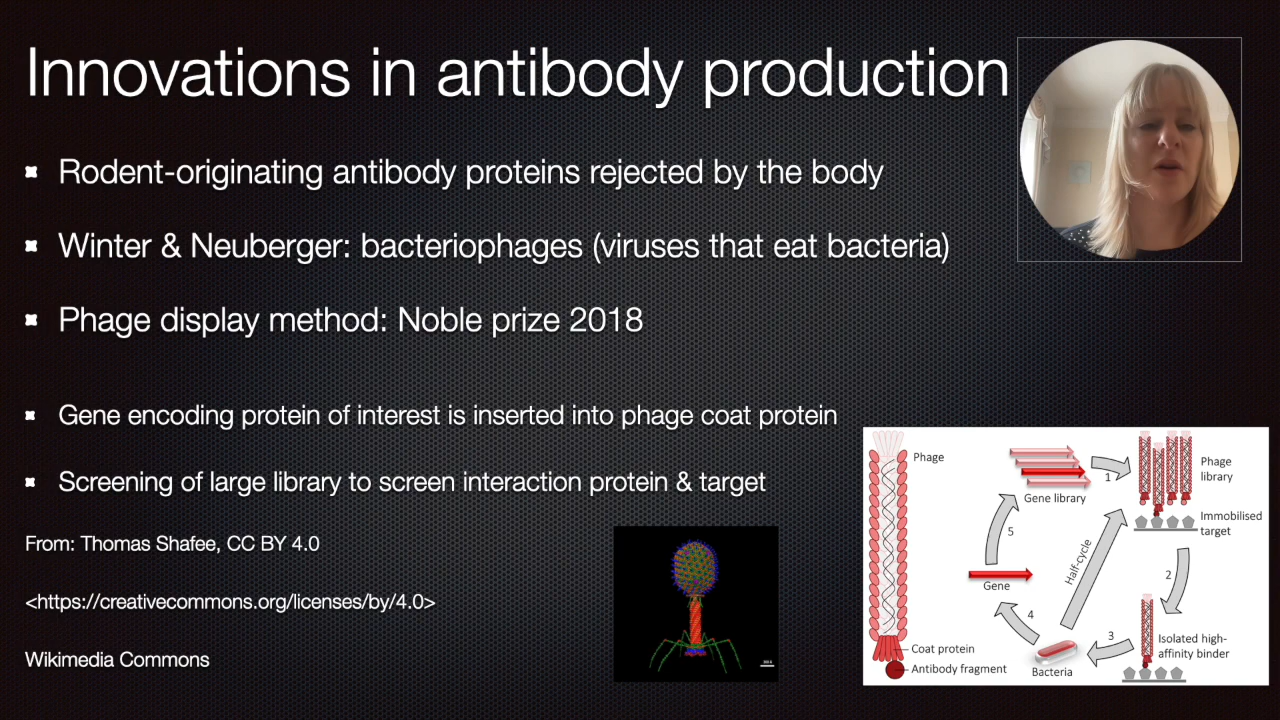 Innovations in antibody production
Rodent-originating antibody proteins rejected by the body
Winter & Neuberger: bacteriophages (viruses that eat bacteria)
Phage display method: Noble prize 2018
Gene encoding protein of interest is inserted into phage coat protein
Screening of large library to screen interaction protein & target
From: Thomas Shafee, CC BY 4.0
<https://creativecommons.org/licenses/by/4.0>
Wikimedia Commons
Phage
Coat protein
Antibody fragment
Gene library
1
Phage
library
Immobilised
target
2
Isolated high-
affinity binder
3
Bacteria
4
Gene
5
Half-cycle